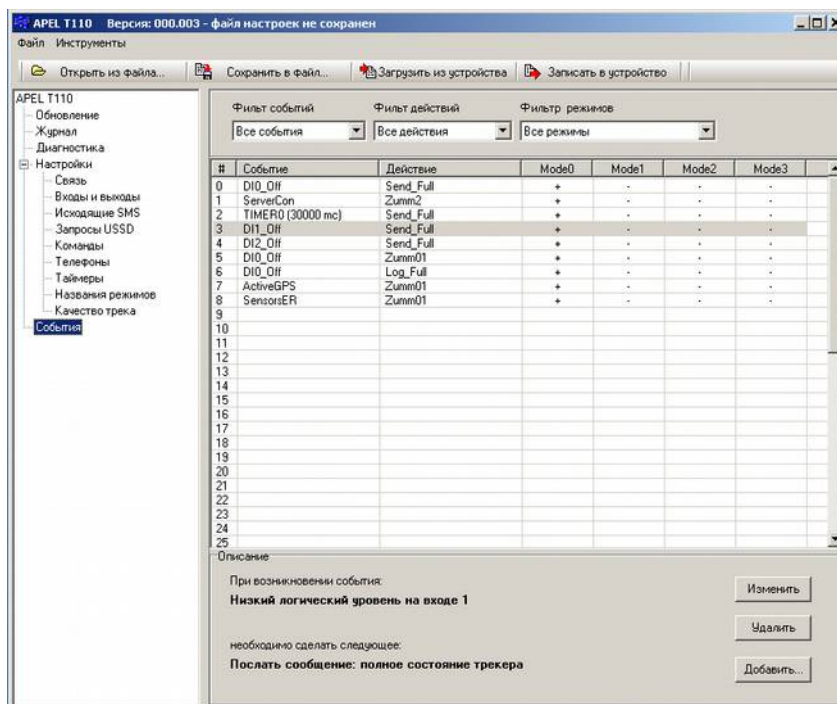 APEL T110 Версия: 000.003 - файл настроек не сохранен
Файл Инструменты
Открыть из файла... Сохранить в файл... Загрузить из устройства Записать в устройство
APEL T110
Обновление
Журнал
Диагностика
Настройки
Связь
Входы и выходы
Исходящие SMS
Запросы USSD
Команды
Телефоны
Таймеры
Названия режимов
Качество трека
События
Фильт событий Фильт действий Фильтр режимов
Все события Все действия Все режимы
# Событие Действие Mode0 Mode1 Mode2 Mode3
0 DI0_Off Send_Full + - - -
1 ServerCon Zumm2 + - - -
2 TIMER0 (30000 mc) Send_Full + - - -
3 DI1_Off Send_Full + - - -
4 DI2_Off Send_Full + - - -
5 DI0_Off Zumm01 + - - -
6 DI0_Off Log_Full + - - -
7 ActiveGPS Zumm01 + - - -
8 SensorsER Zumm01 + - - -
9
10
11
12
13
14
15
16
17
18
19
20
21
22
23
24
25
Описание
При возникновении события:
Низкий логический уровень на входе 1
необходимо сделать следующее:
Послать сообщение: полное состояние трекера
Изменить
Удалить
Добавить...